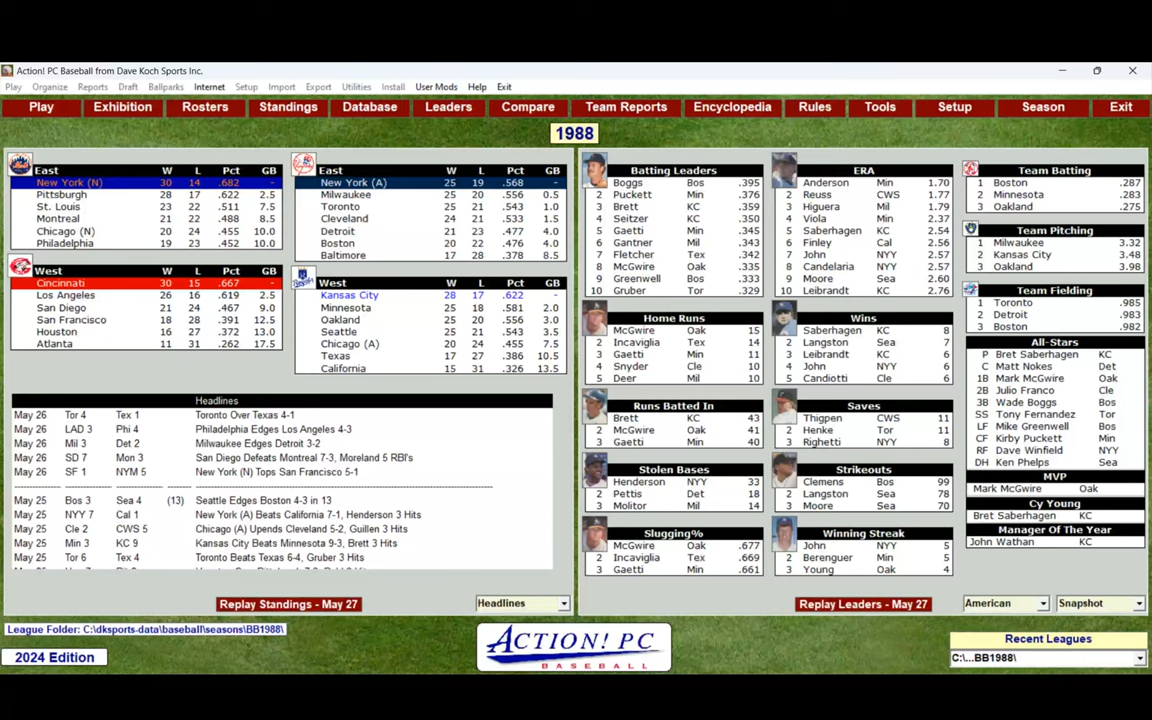 Action! PC Baseball from Dave Koch Sports Inc.
Play Organize Reports Draft Ballparks Internet Setup Import Export Utilities Install User Mods Help Exit
Play Exhibition Rosters Standings Database Leaders Compare Team Reports Encyclopedia Rules Tools Setup Season Exit
1988
East W L Pct GB
New York (N) 30 14 .682 -
Pittsburgh 28 17 .622 2.5
St. Louis 23 22 .511 7.5
Montreal 21 22 .488 8.5
Chicago (N) 20 24 .455 10.0
Philadelphia 19 23 .452 10.0
West W L Pct GB
Cincinnati 30 15 .667 -
Los Angeles 26 16 .619 2.5
San Diego 21 24 .467 9.0
San Francisco 18 28 .391 12.5
Houston 16 27 .372 13.0
Atlanta 11 31 .262 17.5
East W L Pct GB
New York (A) 25 19 .568 -
Milwaukee 25 20 .556 0.5
Toronto 25 21 .543 1.0
Cleveland 24 21 .533 1.5
Detroit 21 23 .477 4.0
Boston 20 22 .476 4.0
Baltimore 17 28 .378 8.5
West W L Pct GB
Kansas City 28 17 .622 -
Minnesota 25 18 .581 2.0
Oakland 25 20 .556 3.0
Seattle 25 21 .543 3.5
Chicago (A) 20 24 .455 7.5
Texas 17 27 .386 10.5
California 15 31 .326 13.5
Headlines
May 26 Tor 4 Tex 1 Toronto Over Texas 4-1
May 26 LAD 3 Phi 4 Philadelphia Edges Los Angeles 4-3
May 26 Mil 3 Det 2 Milwaukee Edges Detroit 3-2
May 26 SD 7 Mon 3 San Diego Defeats Montreal 7-3, Moreland 5 RBI's
May 26 SF 1 NYM 5 New York (N) Tops San Francisco 5-1
May 25 Bos 3 Sea 4 (13) Seattle Edges Boston 4-3 in 13
May 25 NYY 7 Cal 1 New York (A) Beats California 7-1, Henderson 3 Hits
May 25 Cle 2 CWS 5 Chicago (A) Upends Cleveland 5-2, Guillen 3 Hits
May 25 Min 3 KC 9 Kansas City Beats Minnesota 9-3, Brett 3 Hits
May 25 Tor 6 Tex 4 Toronto Beats Texas 6-4, Gruber 3 Hits
Replay Standings - May 27
Headlines
Batting Leaders
Boggs Bos .395
2 Puckett Min .376
3 Brett KC .359
4 Seitzer KC .350
5 Gaetti Min .345
6 Gantner Mil .343
7 Fletcher Tex .342
8 McGwire Oak .335
9 Greenwell Bos .333
10 Gruber Tor .329
Home Runs
McGwire Oak 15
2 Incaviglia Tex 14
3 Gaetti Min 11
4 Snyder Cle 10
5 Deer Mil 10
Runs Batted In
Brett KC 43
2 McGwire Oak 41
3 Gaetti Min 40
Stolen Bases
Henderson NYY 33
2 Pettis Det 18
3 Molitor Mil 14
Slugging%
McGwire Oak .677
2 Incaviglia Tex .669
3 Gaetti Min .661
ERA
Anderson Min 1.70
2 Reuss CWS 1.77
3 Higuera Mil 1.79
4 Viola Min 2.37
5 Saberhagen KC 2.54
6 Finley Cal 2.56
7 John NYY 2.57
8 Candelaria NYY 2.57
9 Moore Sea 2.60
10 Leibrandt KC 2.76
Wins
Saberhagen KC 8
2 Langston Sea 7
3 Leibrandt KC 6
4 John NYY 6
5 Candiotti Cle 6
Saves
Thigpen CWS 11
2 Henke Tor 11
3 Righetti NYY 8
Strikeouts
Clemens Bos 99
2 Langston Sea 78
3 Moore Sea 70
Winning Streak
John NYY 5
2 Berenguer Min 5
3 Young Oak 4
Team Batting
1 Boston .287
2 Minnesota .283
3 Oakland .275
Team Pitching
1 Milwaukee 3.32
2 Kansas City 3.48
3 Oakland 3.98
Team Fielding
1 Toronto .985
2 Detroit .983
3 Boston .982
All-Stars
P Bret Saberhagen KC
C Matt Nokes Det
1B Mark McGwire Oak
2B Julio Franco Cle
3B Wade Boggs Bos
SS Tony Fernandez Tor
LF Mike Greenwell Bos
CF Kirby Puckett Min
RF Dave Winfield NYY
DH Ken Phelps Sea
MVP
Mark McGwire Oak
Cy Young
Bret Saberhagen KC
Manager Of The Year
John Wathan KC
Replay Leaders - May 27
American
Snapshot
League Folder: C:\dksports-data\baseball\seasons\BB1988\
2024 Edition
ACTION! PC
BASEBALL
Recent Leagues
C:\...BB1988\